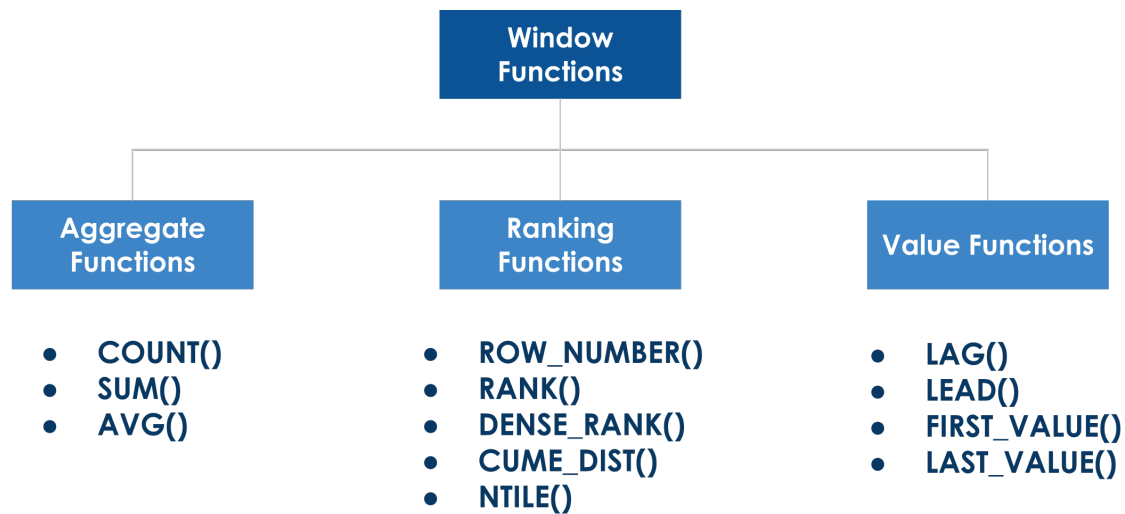 Window
Functions
Aggregate
Functions
Ranking
Functions
Value Functions
● COUNT()
● SUM()
● AVG()
● ROW_NUMBER()
● RANK()
● DENSE_RANK()
● CUME_DIST()
● NTILE()
● LAG()
● LEAD()
● FIRST_VALUE()
● LAST_VALUE()